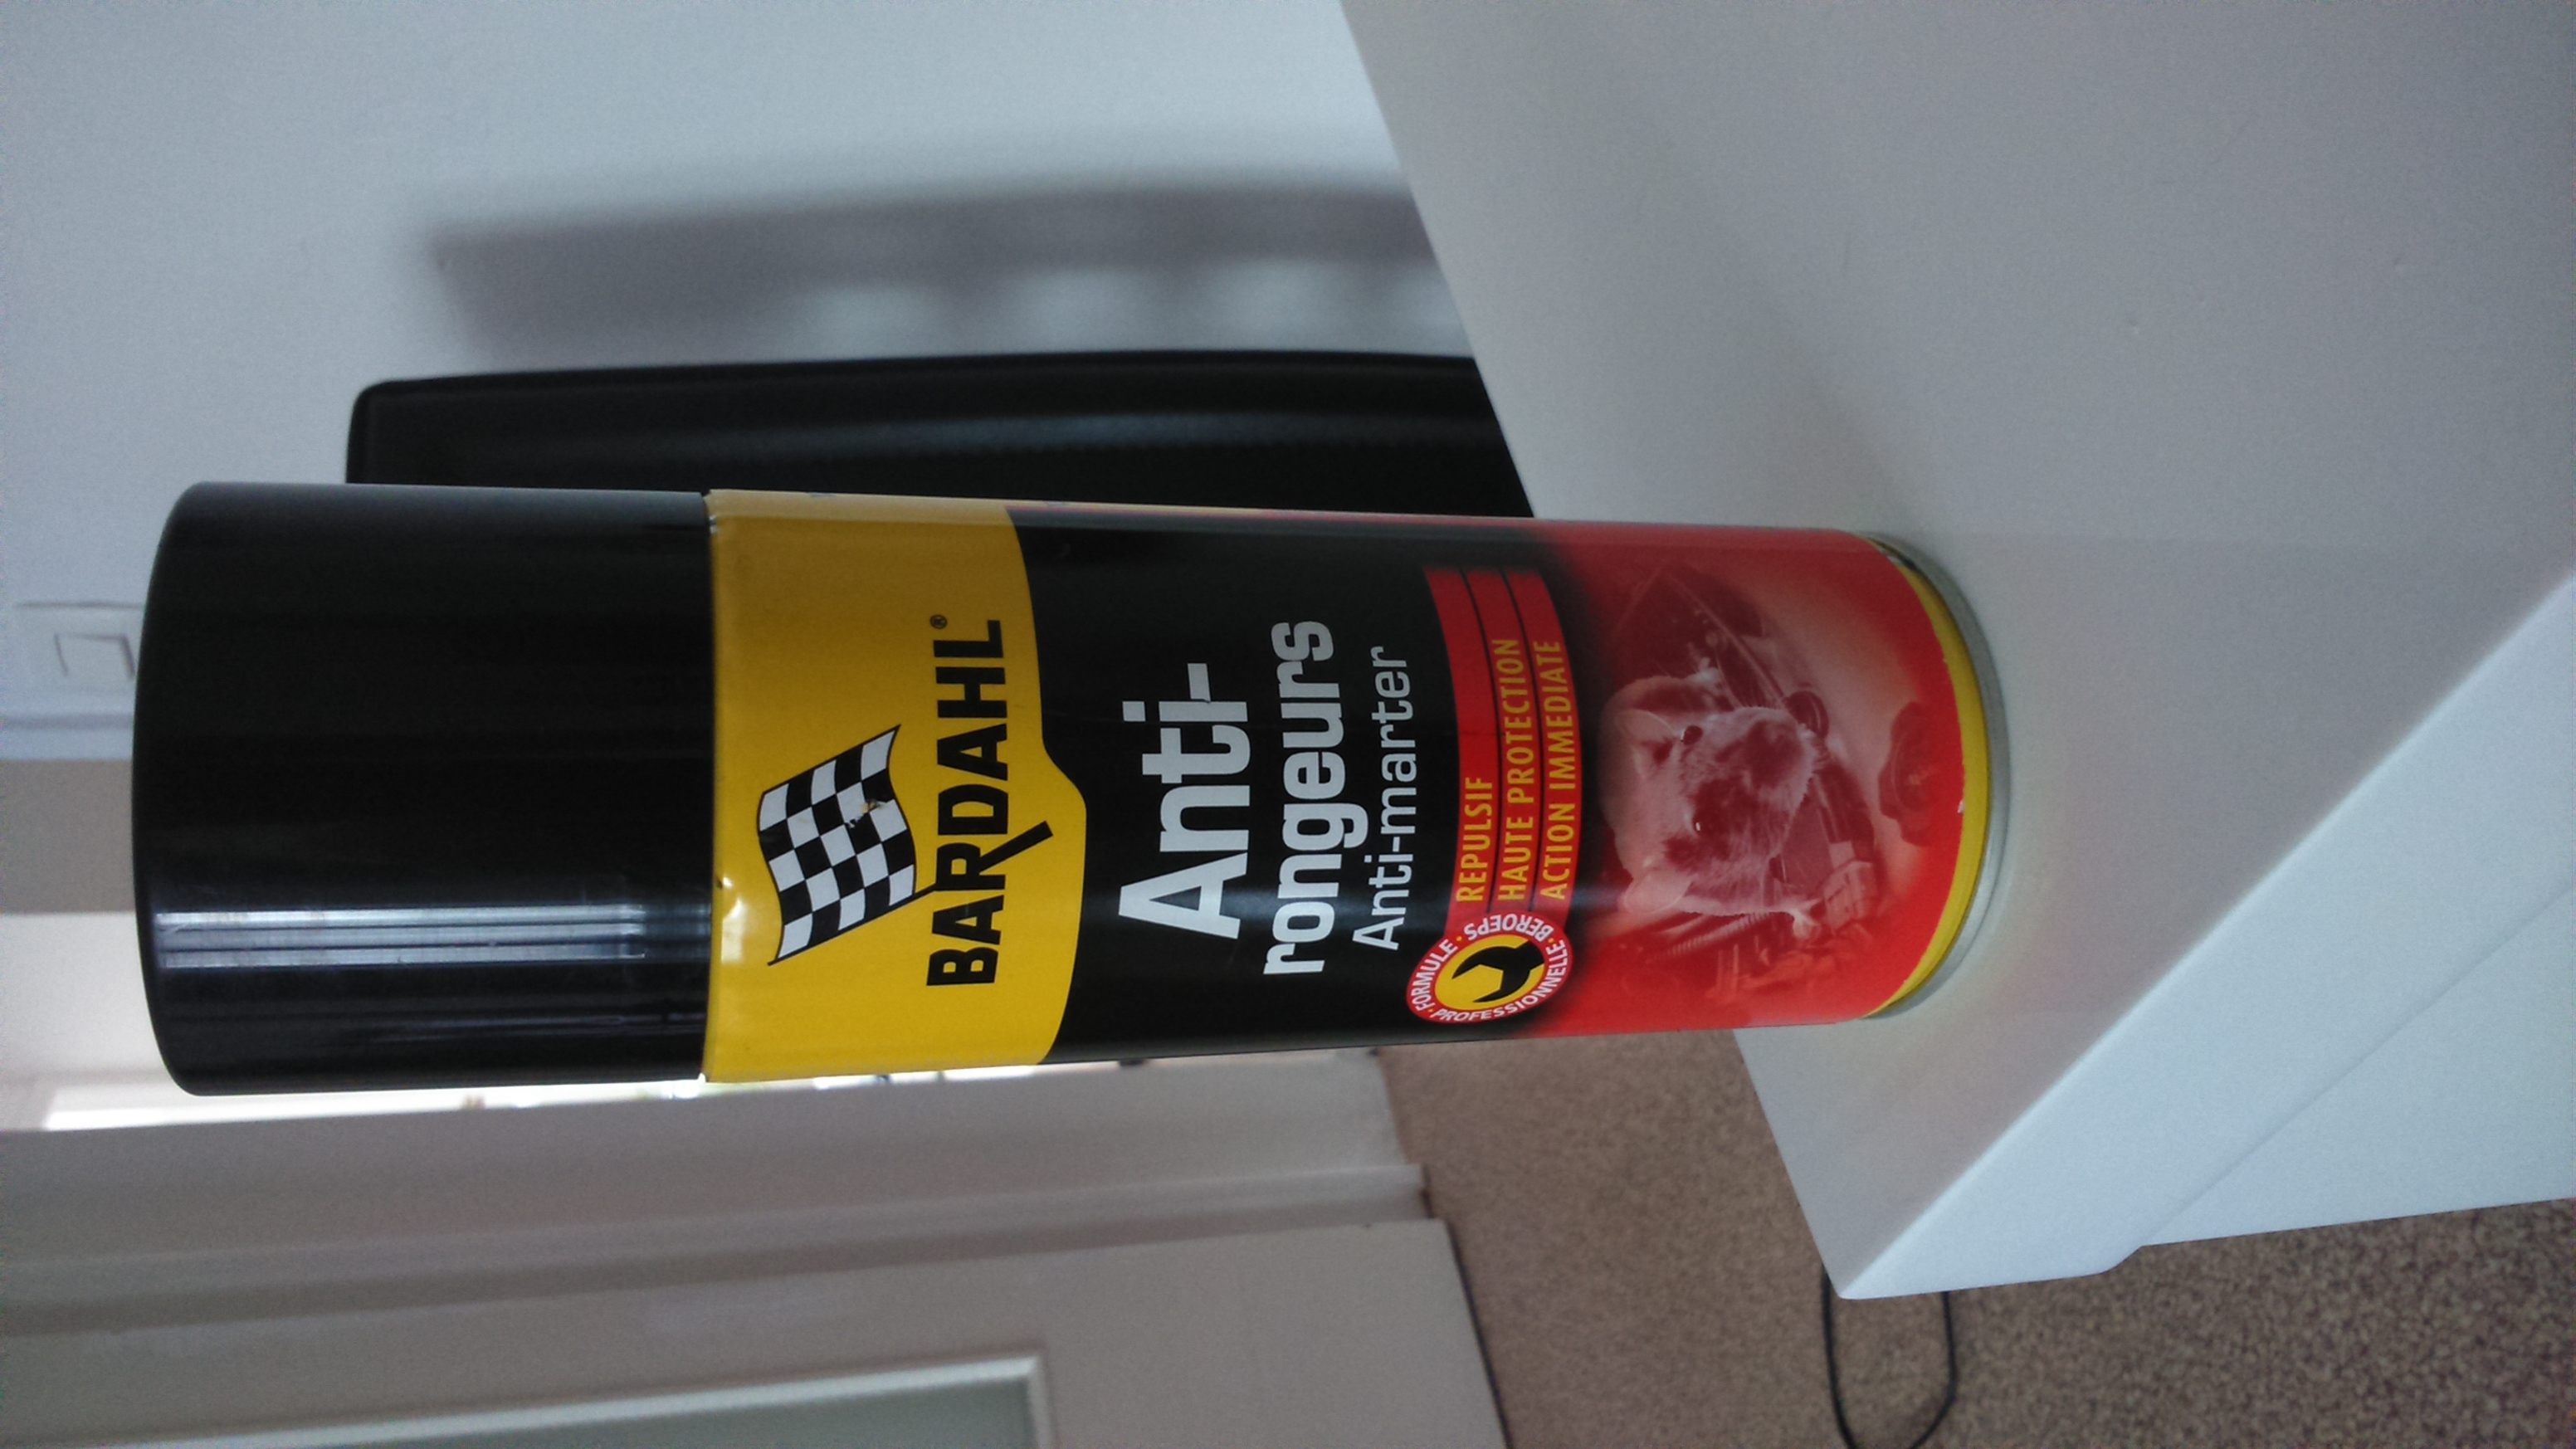 BARDAHL®
Anti-
rongeurs
Anti-marter
REPULSIF
HAUTE PROTECTION
ACTION IMMEDIATE
FORMULE · BEROEPS ·
PROFESSIONNELLE ·